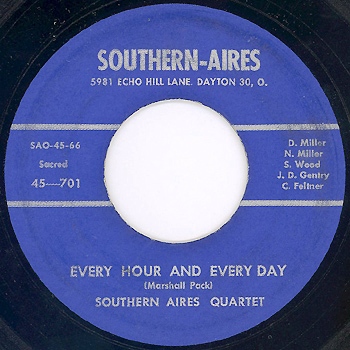 SOUTHERN-AIRES
5981 ECHO HILL LANE, DAYTON 30, O.
SAO-45-66
Sacred
45—701
D. Miller
N. Miller
S. Wood
J. D. Gentry
C. Feltner
EVERY HOUR AND EVERY DAY
(Marshall Pack)
SOUTHERN AIRES QUARTET